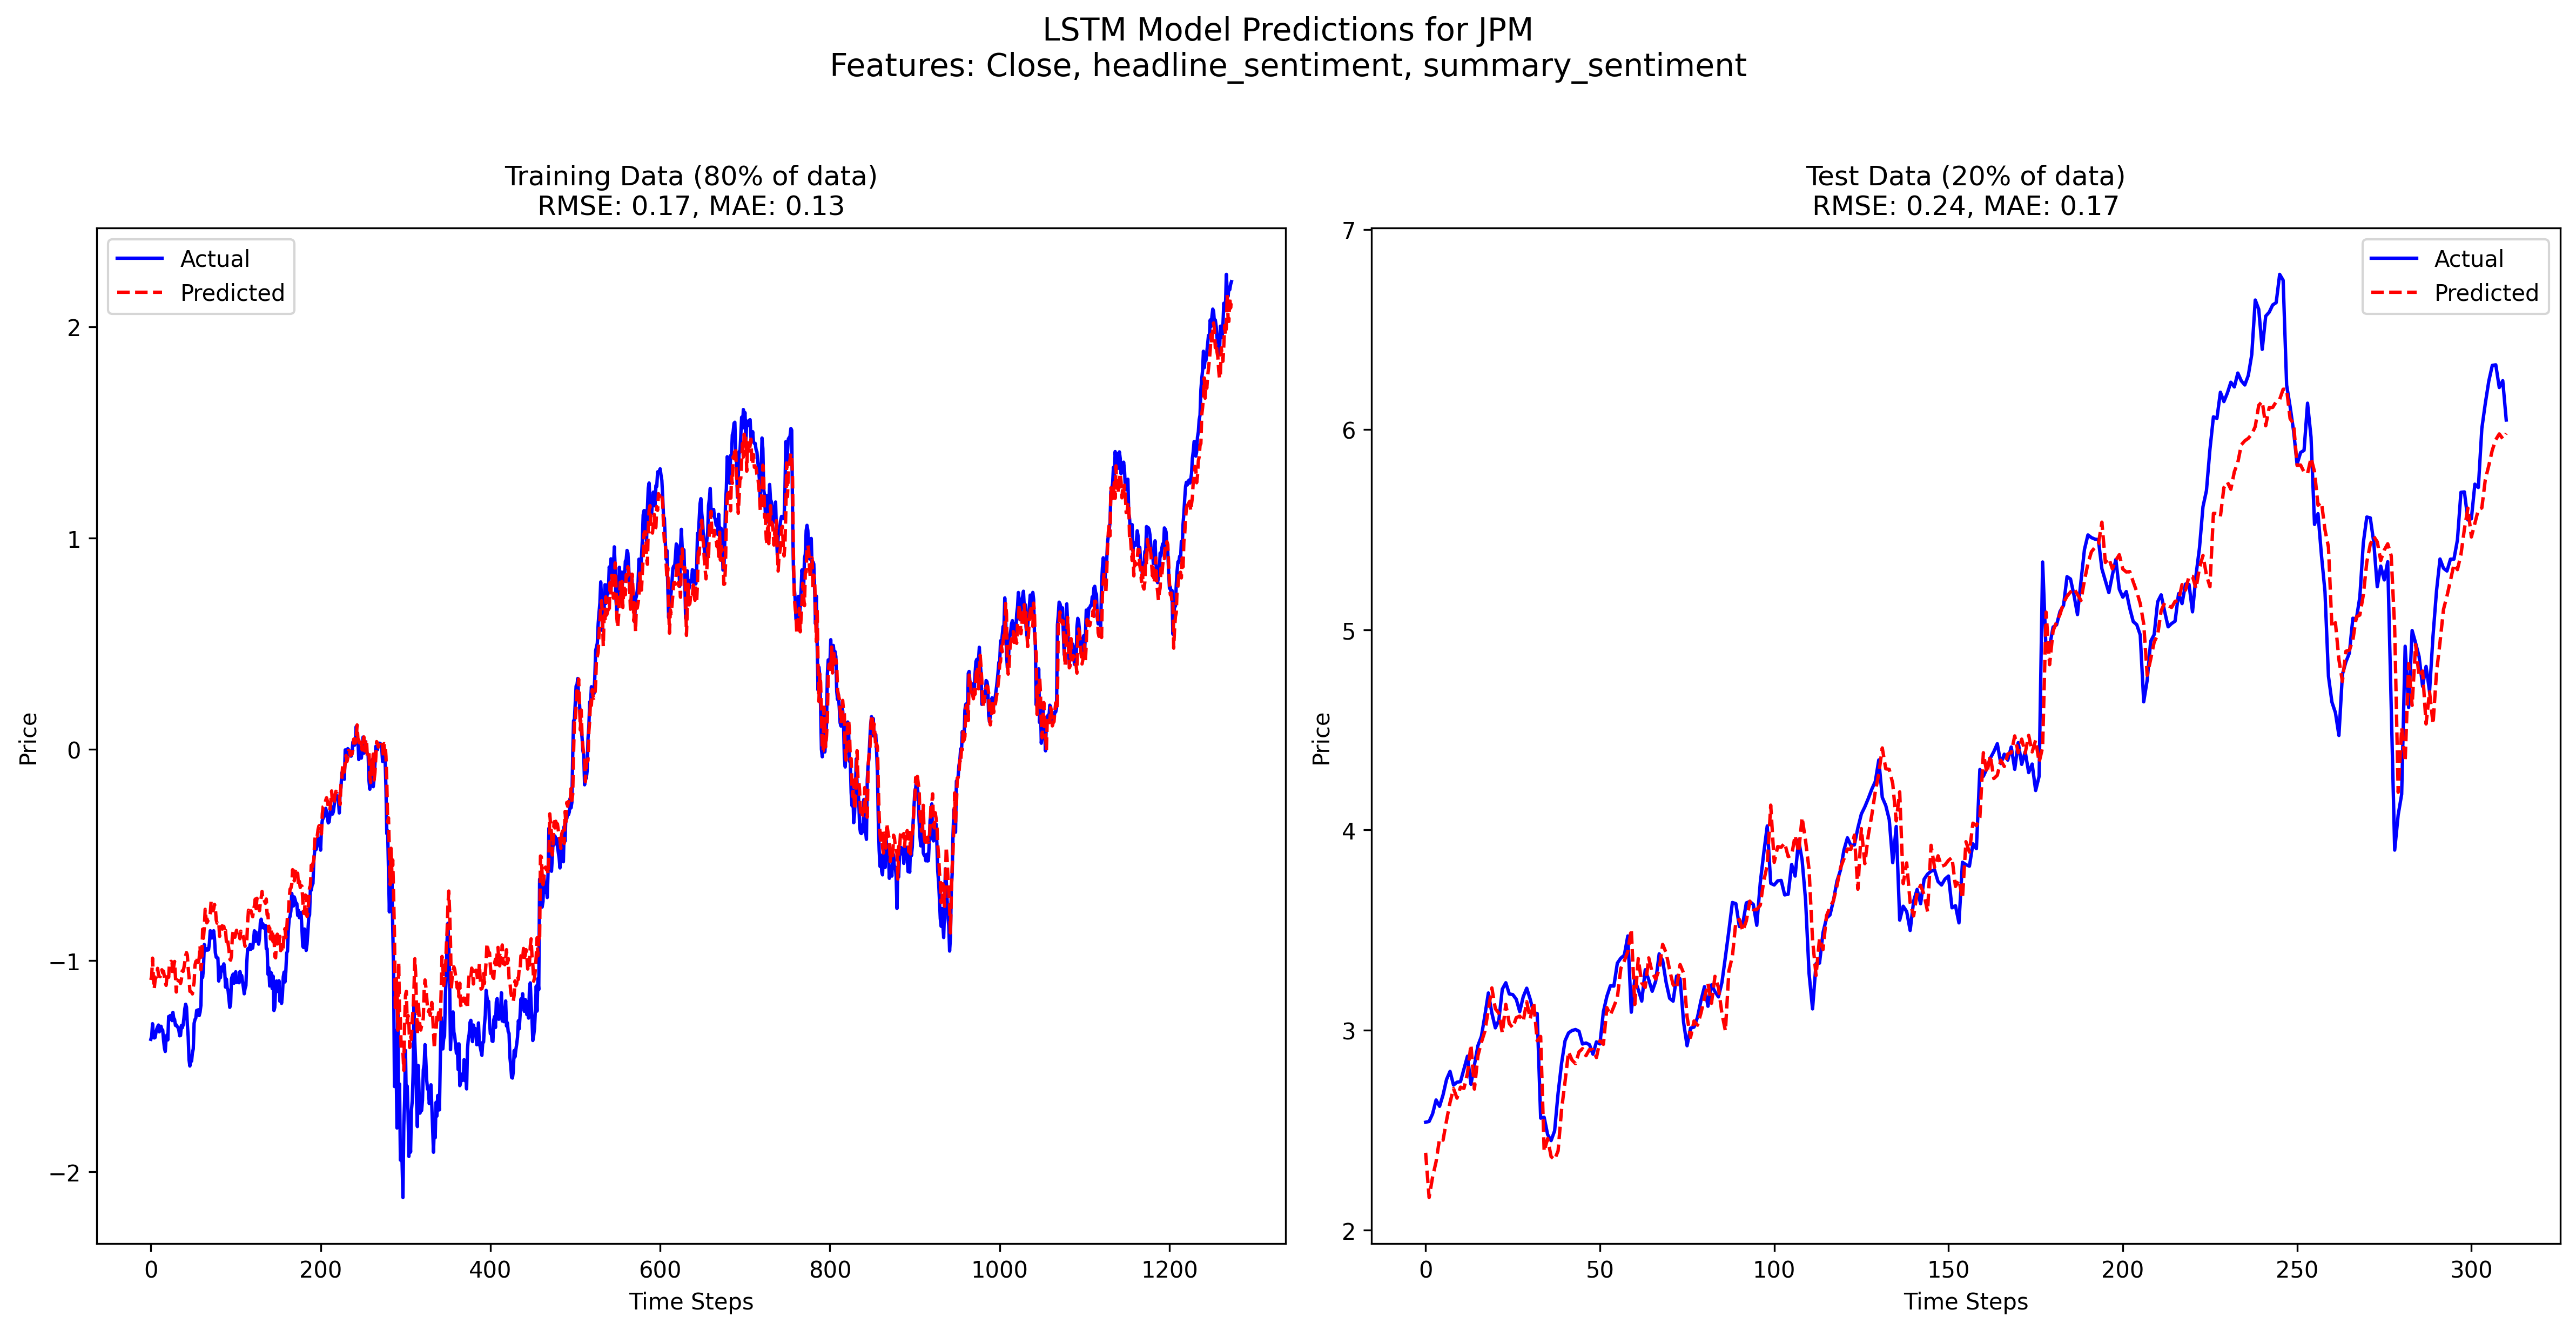 LSTM Model Predictions for JPM
Features: Close, headline_sentiment, summary_sentiment
Training Data (80% of data)
RMSE: 0.17, MAE: 0.13
Actual
Predicted
Price
2
1
0
−1
−2
0 200 400 600 800 1000 1200
Time Steps
Test Data (20% of data)
RMSE: 0.24, MAE: 0.17
Actual
Predicted
Price
7
6
5
4
3
2
0 50 100 150 200 250 300
Time Steps